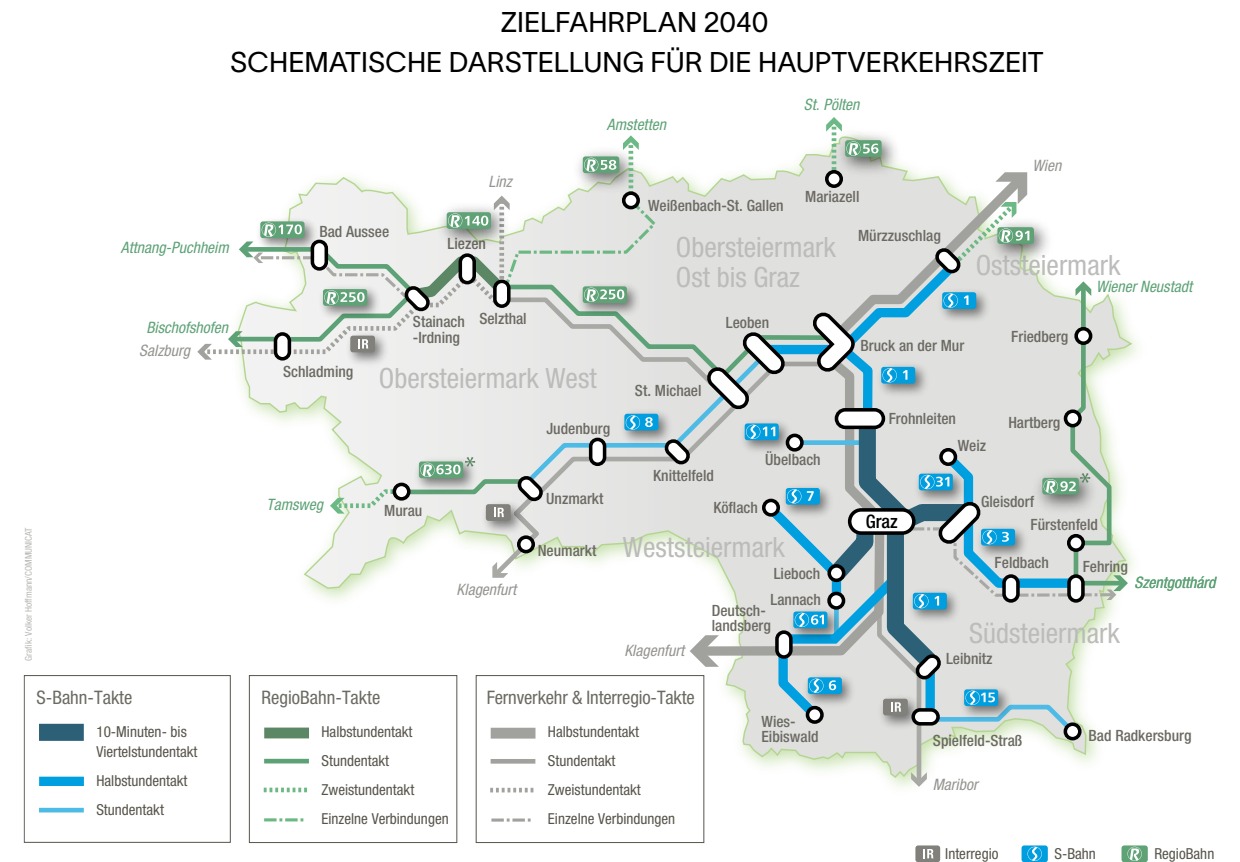 ZIELFAHRPLAN 2040
SCHEMATISCHE DARSTELLUNG FÜR DIE HAUPTVERKEHRSZEIT
St. Pölten
Amstetten
R 56
R 58
Wien
Linz
Mariazell
Weißenbach-St. Gallen
R 170
Bad Aussee
R 140
Liezen
Attnang-Puchheim
Mürzzuschlag
R 91
Obersteiermark
Ost bis Graz
Oststeiermark
Wiener Neustadt
R 250
R 250
S 1
Bischofshofen
Stainach
-Irdning
Selzthal
Leoben
Friedberg
Salzburg
IR
Bruck an der Mur
Schladming
Obersteiermark West
St. Michael
S 1
Judenburg
S 8
Frohnleiten
Hartberg
S 11
Weiz
Übelbach
Knittelfeld
R 630*
S 31
R 92*
Tamsweg
Murau
Unzmarkt
S 7
Köflach
Gleisdorf
IR
Graz
Fürstenfeld
S 3
Neumarkt
Weststeiermark
Feldbach
Fehring
Lieboch
Klagenfurt
Szentgotthárd
Lannach
S 1
Deutsch-
landsberg
S 61
Südsteiermark
Klagenfurt
Leibnitz
S 6
IR
S 15
Wies-
Eibiswald
Spielfeld-Straß
Bad Radkersburg
Maribor
Grafik: Volker Hoffmann/COMMUNICAT
S-Bahn-Takte
10-Minuten- bis
Viertelstundentakt
Halbstundentakt
Stundentakt
RegioBahn-Takte
Halbstundentakt
Stundentakt
Zweistundentakt
Einzelne Verbindungen
Fernverkehr & Interregio-Takte
Halbstundentakt
Stundentakt
Zweistundentakt
Einzelne Verbindungen
IR Interregio S S-Bahn R RegioBahn